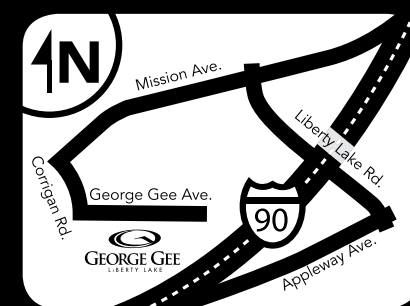 N
Mission Ave.
Liberty Lake Rd.
Corrigan Rd.
George Gee Ave.
90
GEORGE GEE
LIBERTY LAKE
Appleway Ave.